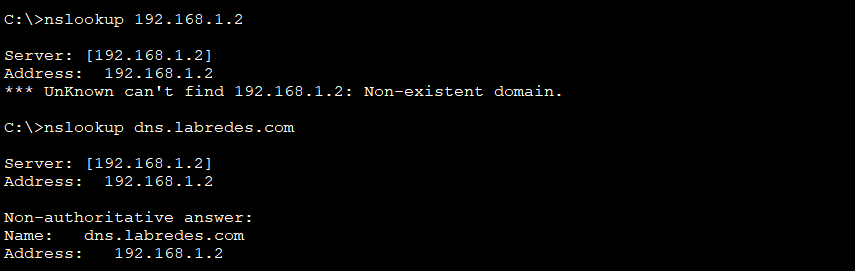 C:\>nslookup 192.168.1.2
Server: [192.168.1.2]
Address:  192.168.1.2
*** UnKnown can't find 192.168.1.2: Non-existent domain.
C:\>nslookup dns.labredes.com
Server: [192.168.1.2]
Address:  192.168.1.2
Non-authoritative answer:
Name:   dns.labredes.com
Address:   192.168.1.2